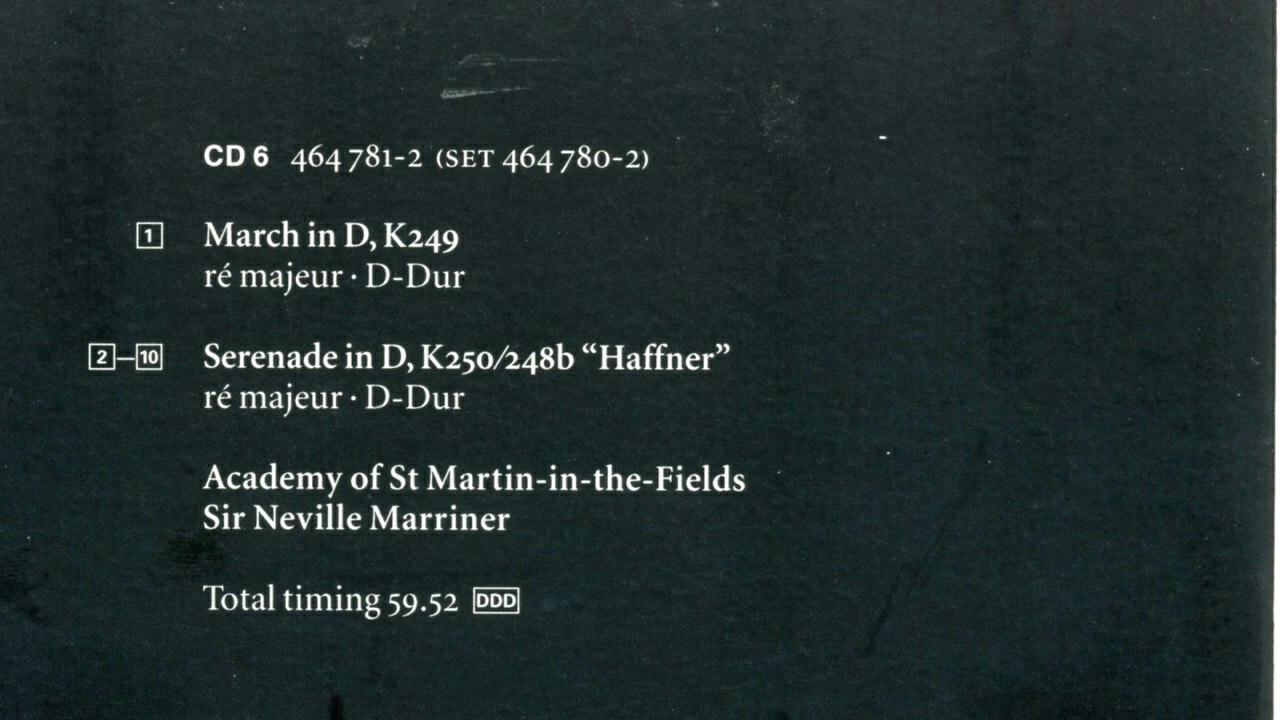 CD 6 464 781-2 (SET 464 780-2)
1 March in D, K249
ré majeur · D-Dur
2–10 Serenade in D, K250/248b “Haffner”
ré majeur · D-Dur
Academy of St Martin-in-the-Fields
Sir Neville Marriner
Total timing 59.52 DDD